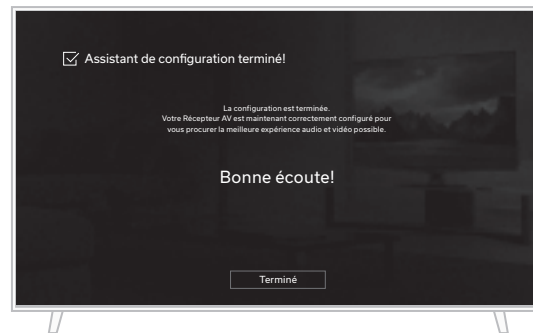 Assistant de configuration terminé!
La configuration est terminée.
Votre Récepteur AV est maintenant correctement configuré pour
vous procurer la meilleure expérience audio et vidéo possible.
Bonne écoute!
Terminé